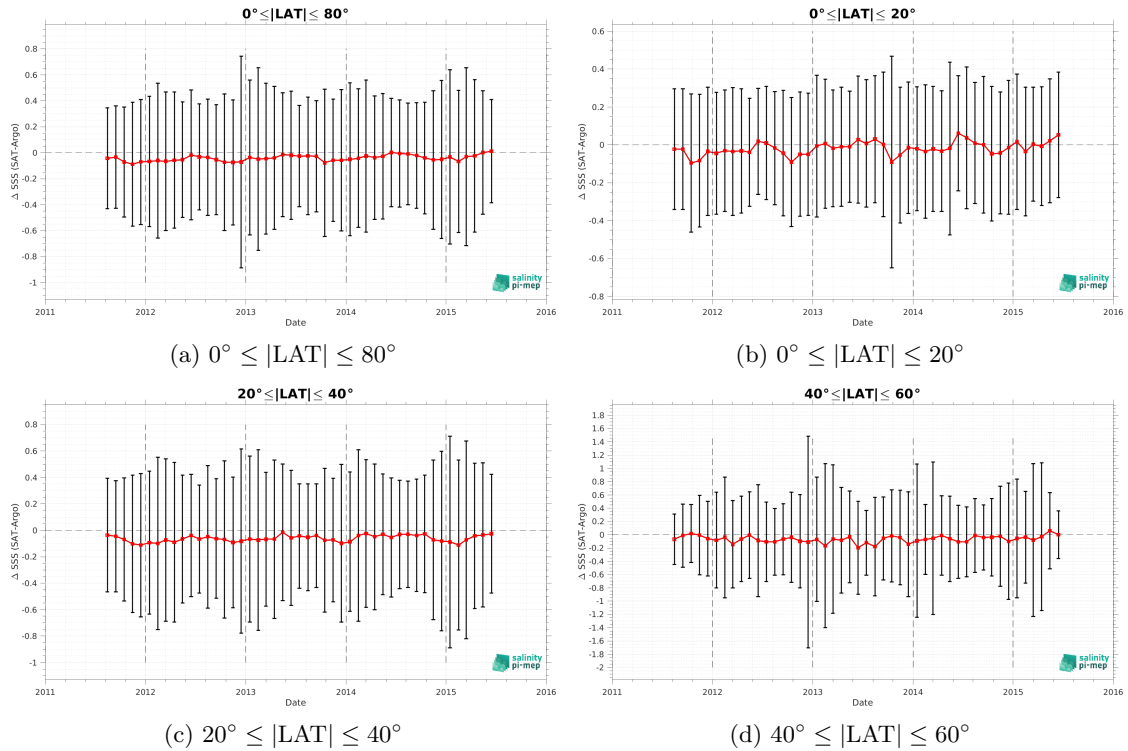 0°≤|LAT|≤ 80°
Δ SSS (SAT-Argo)
0.8
0.6
0.4
0.2
0
-0.2
-0.4
-0.6
-0.8
-1
2011 2012 2013 2014 2015 2016
Date
salinity
pi-mep
(a) 0° ≤ |LAT| ≤ 80°
0°≤|LAT|≤ 20°
Δ SSS (SAT-Argo)
0.6
0.4
0.2
0
-0.2
-0.4
-0.6
-0.8
2011 2012 2013 2014 2015 2016
Date
salinity
pi-mep
(b) 0° ≤ |LAT| ≤ 20°
20°≤|LAT|≤ 40°
Δ SSS (SAT-Argo)
0.8
0.6
0.4
0.2
0
-0.2
-0.4
-0.6
-0.8
-1
2011 2012 2013 2014 2015 2016
Date
salinity
pi-mep
(c) 20° ≤ |LAT| ≤ 40°
40°≤|LAT|≤ 60°
Δ SSS (SAT-Argo)
1.8
1.6
1.4
1.2
1
0.8
0.6
0.4
0.2
0
-0.2
-0.4
-0.6
-0.8
-1
-1.2
-1.4
-1.6
-1.8
-2
2011 2012 2013 2014 2015 2016
Date
salinity
pi-mep
(d) 40° ≤ |LAT| ≤ 60°